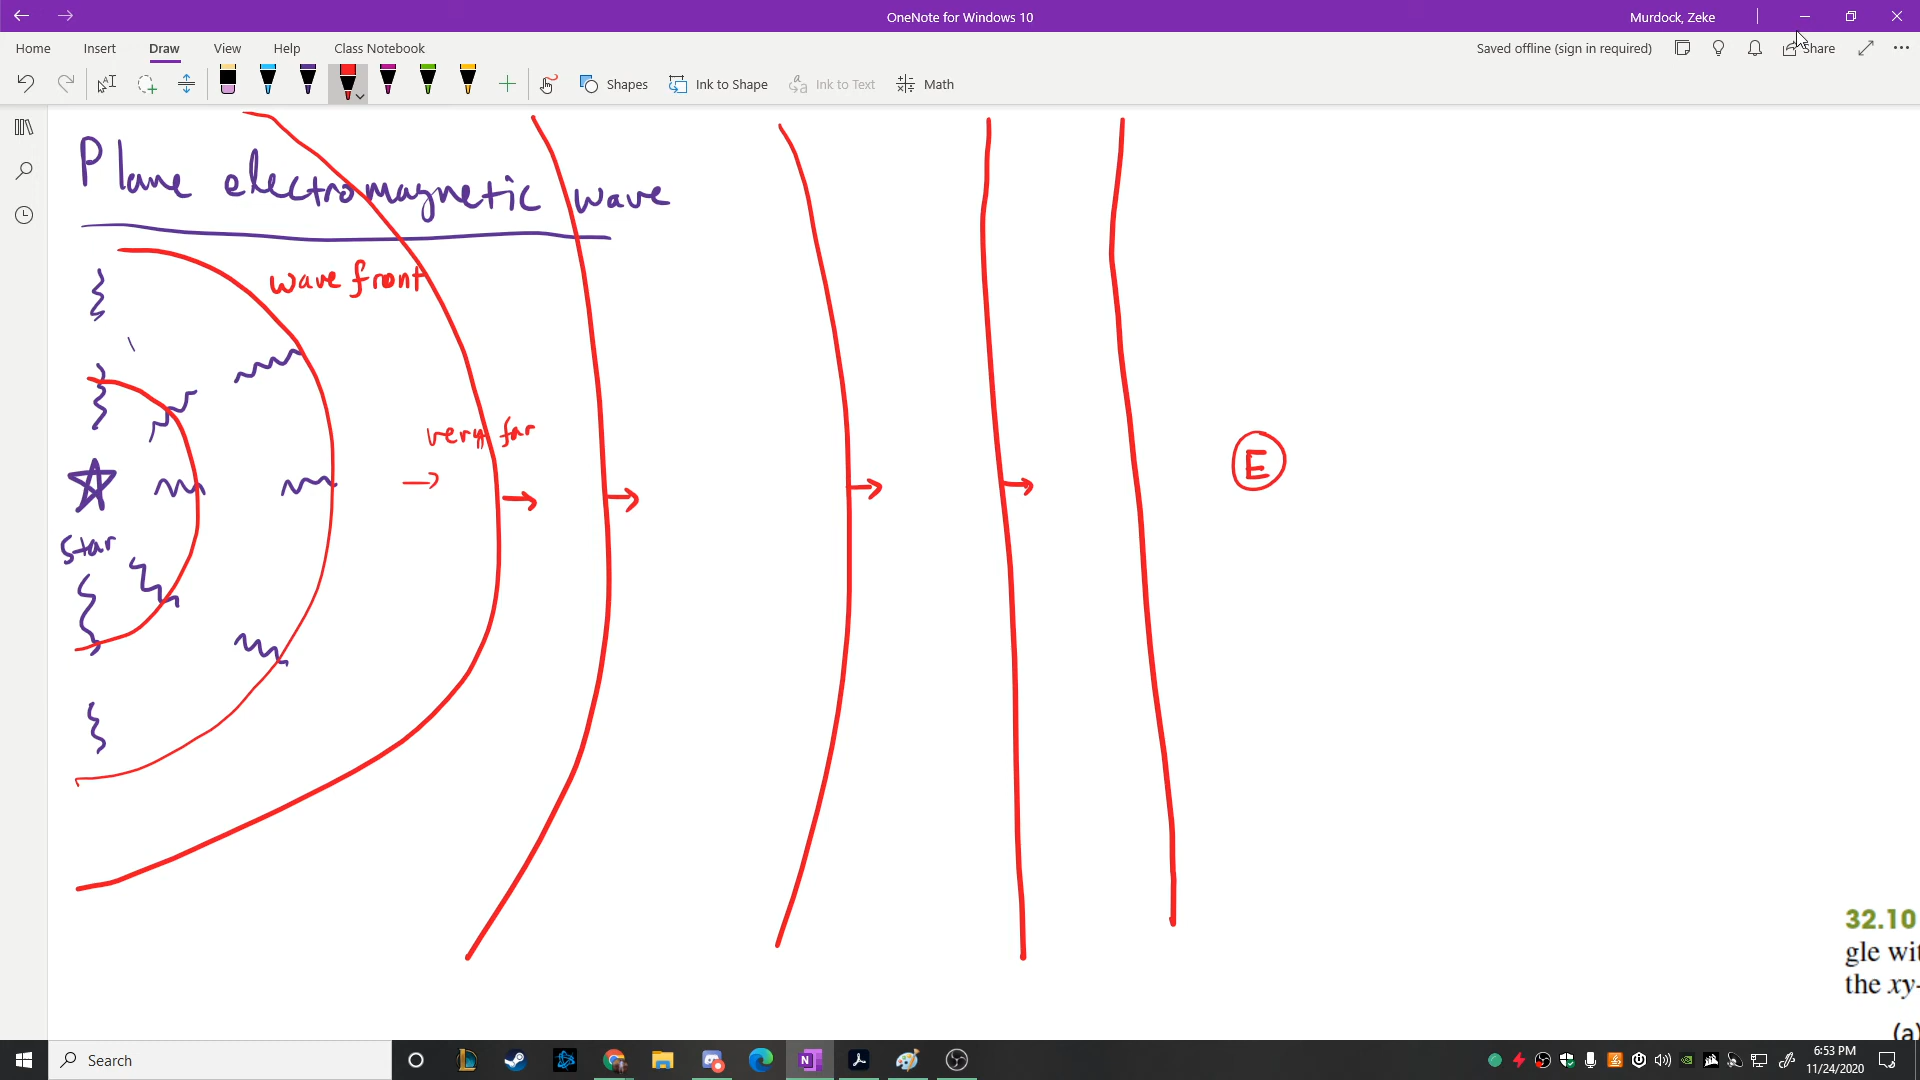 OneNote for Windows 10
Murdock, Zeke
Home Insert Draw View Help Class Notebook
Saved offline (sign in required)
Share
Shapes
Ink to Shape
Ink to Text
Math
Plane electromagnetic wave
wave front
very far
E
star
32.10
gle wit
the xy-
(a)
Search
6:53 PM
11/24/2020